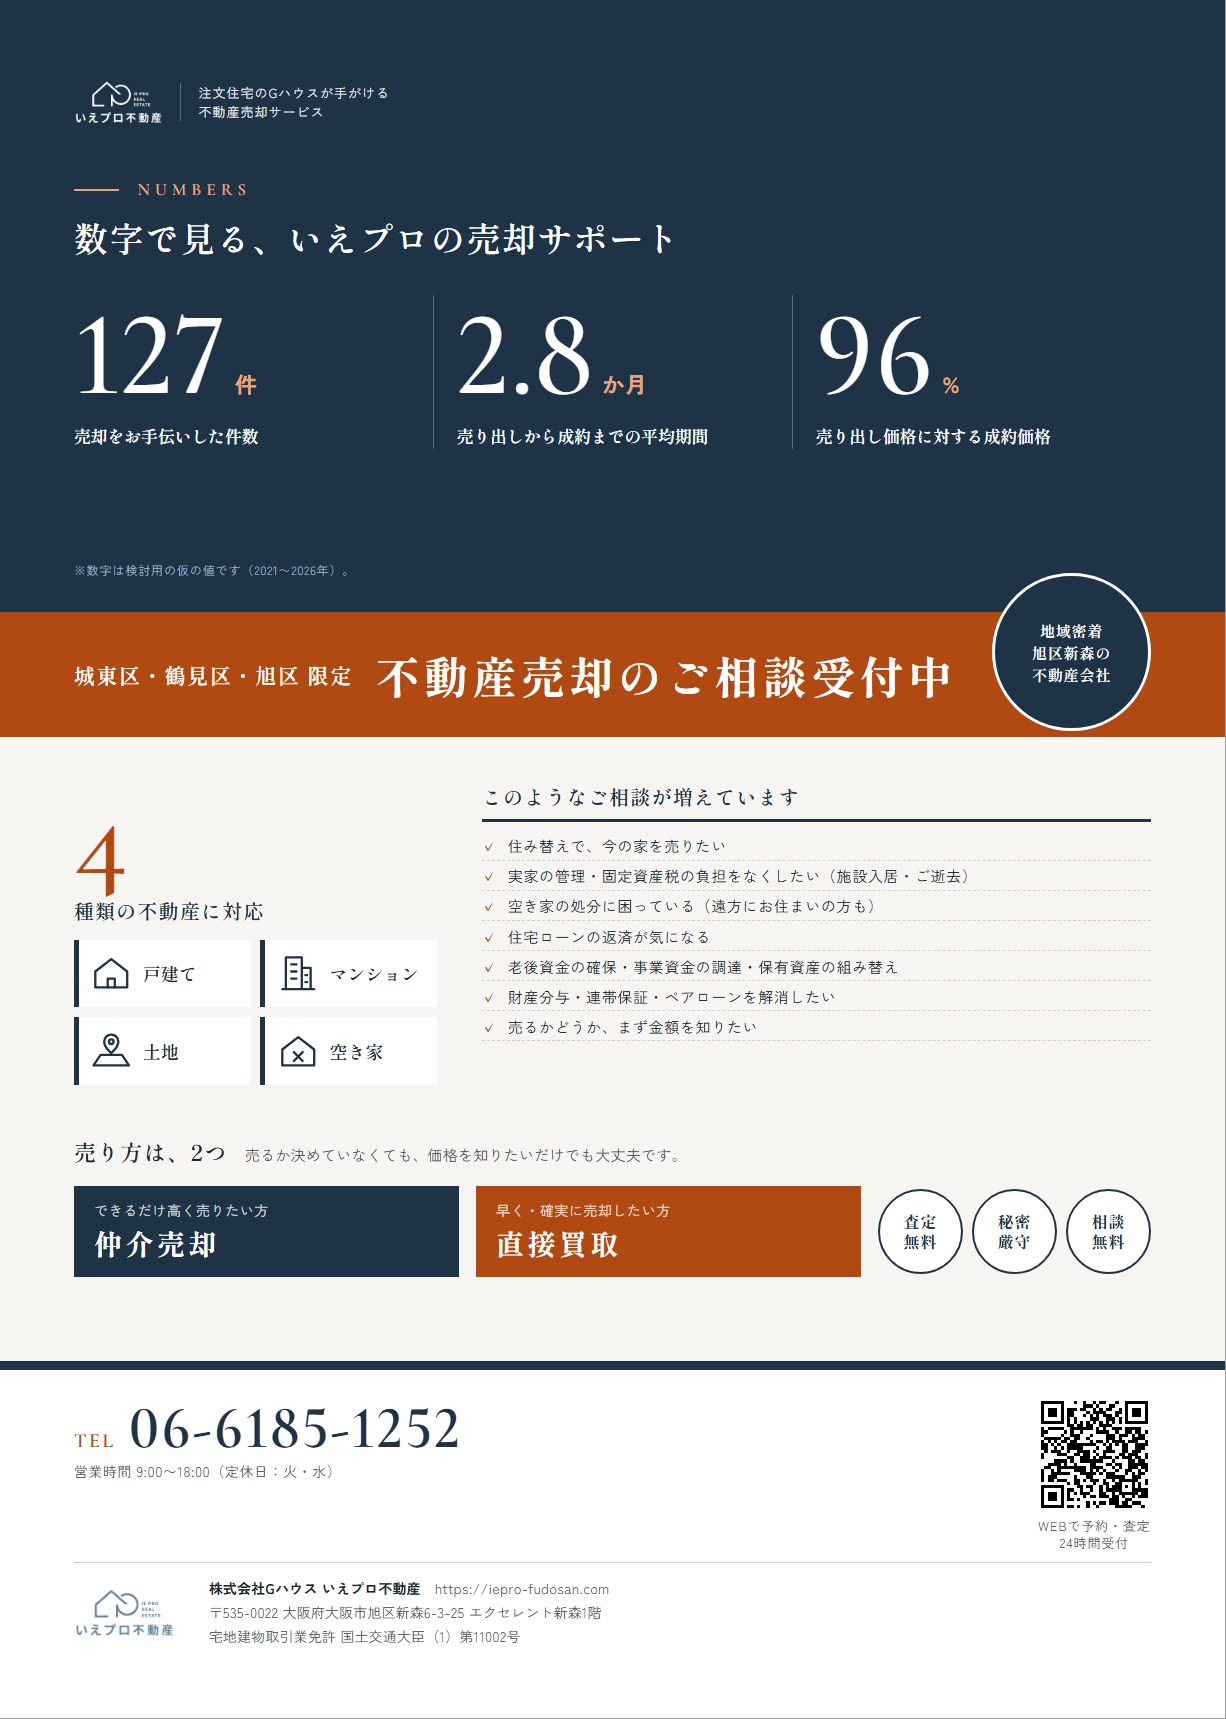 IE PRO
REAL
ESTATE
いえプロ不動産
注文住宅のGハウスが手がける
不動産売却サービス
NUMBERS
数字で見る、いえプロの売却サポート
127件
売却をお手伝いした件数
2.8か月
売り出しから成約までの平均期間
96%
売り出し価格に対する成約価格
※数字は検討用の仮の値です（2021〜2026年）。
城東区・鶴見区・旭区 限定 不動産売却のご相談受付中
地域密着
旭区新森の
不動産会社
4
種類の不動産に対応
戸建て
マンション
土地
空き家
このようなご相談が増えています
✓ 住み替えで、今の家を売りたい
✓ 実家の管理・固定資産税の負担をなくしたい（施設入居・ご逝去）
✓ 空き家の処分に困っている（遠方にお住まいの方も）
✓ 住宅ローンの返済が気になる
✓ 老後資金の確保・事業資金の調達・保有資産の組み替え
✓ 財産分与・連帯保証・ペアローンを解消したい
✓ 売るかどうか、まず金額を知りたい
売り方は、2つ 売るか決めていなくても、価格を知りたいだけでも大丈夫です。
できるだけ高く売りたい方
仲介売却
早く・確実に売却したい方
直接買取
査定
無料
秘密
厳守
相談
無料
TEL 06-6185-1252
営業時間 9:00〜18:00（定休日：火・水）
WEBで予約・査定
24時間受付
IE PRO
REAL
ESTATE
いえプロ不動産
株式会社Gハウス いえプロ不動産 https://iepro-fudosan.com
〒535-0022 大阪府大阪市旭区新森6-3-25 エクセレント新森1階
宅地建物取引業免許 国土交通大臣（1）第11002号